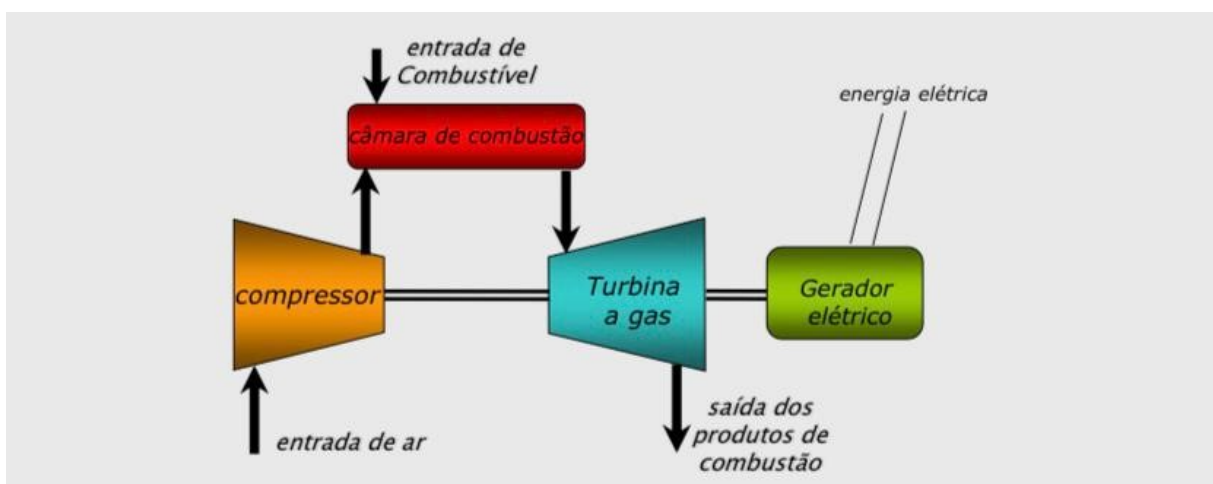 entrada de
Combustível
energia elétrica
câmara de combustão
compressor
Turbina
a gas
Gerador
elétrico
entrada de ar
saída dos
produtos de
combustão